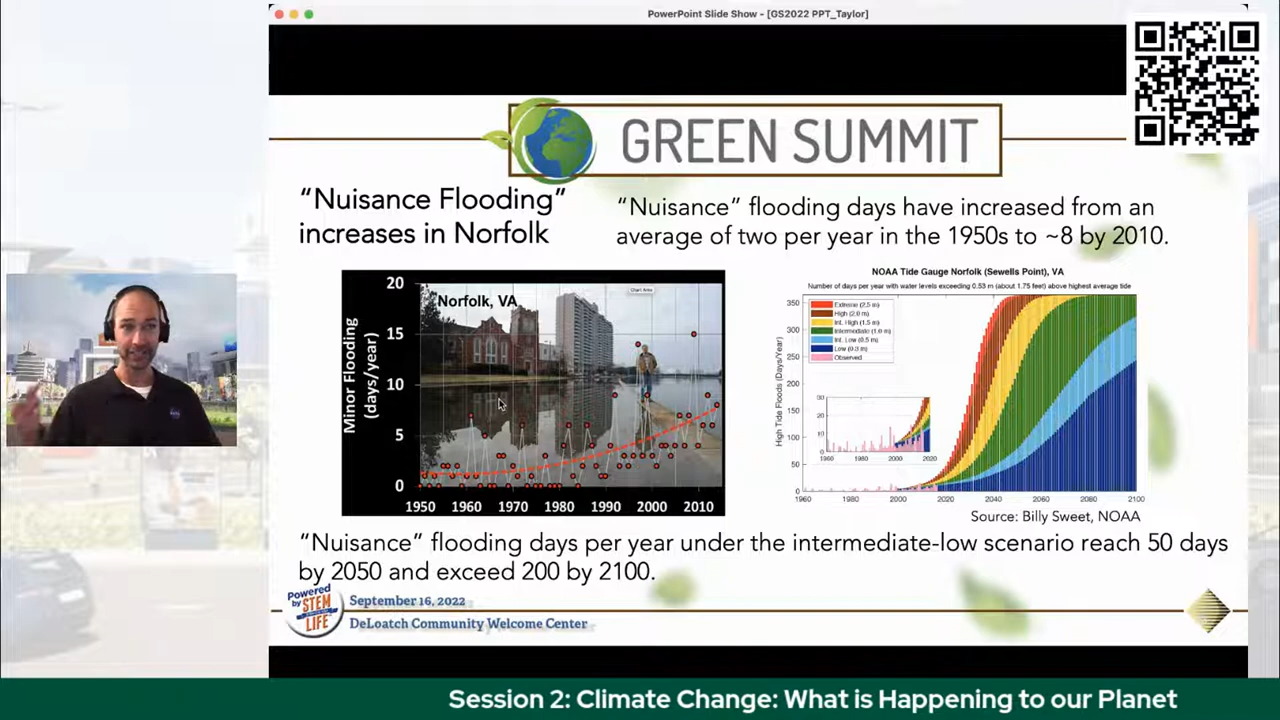 PowerPoint Slide Show - [GS2022 PPT_Taylor]
GREEN SUMMIT
“Nuisance Flooding”
increases in Norfolk
“Nuisance” flooding days have increased from an
average of two per year in the 1950s to ~8 by 2010.
Norfolk, VA
Minor Flooding
(days/year)
20
15
10
5
0
1950 1960 1970 1980 1990 2000 2010
NOAA Tide Gauge Norfolk (Sewells Point), VA
Number of days per year with water levels exceeding 0.53 m (about 1.75 feet) above highest average tide
High Tide Floods (Days/Year)
350
300
250
200
150
100
50
0
Extreme (2.5 m)
High (2.0 m)
Int. High (1.5 m)
Intermediate (1.0 m)
Int. Low (0.5 m)
Low (0.3 m)
Observed
30
20
10
0
1960 1980 2000 2020
1960 1980 2000 2020 2040 2060 2080 2100
Source: Billy Sweet, NOAA
“Nuisance” flooding days per year under the intermediate-low scenario reach 50 days
by 2050 and exceed 200 by 2100.
Powered
by STEM
LIFE
September 16, 2022
DeLoatch Community Welcome Center
Session 2: Climate Change: What is Happening to our Planet